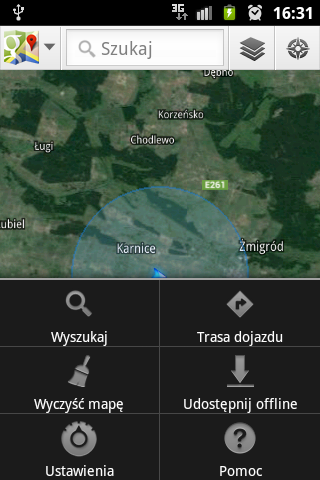 3G 16:31
Szukaj
Dębno
Korzeńsko
Chodlewo
Ługi
E261
ubiel
Karnice
Żmigród
Wyszukaj
Trasa dojazdu
Wyczyść mapę
Udostępnij offline
Ustawienia
Pomoc